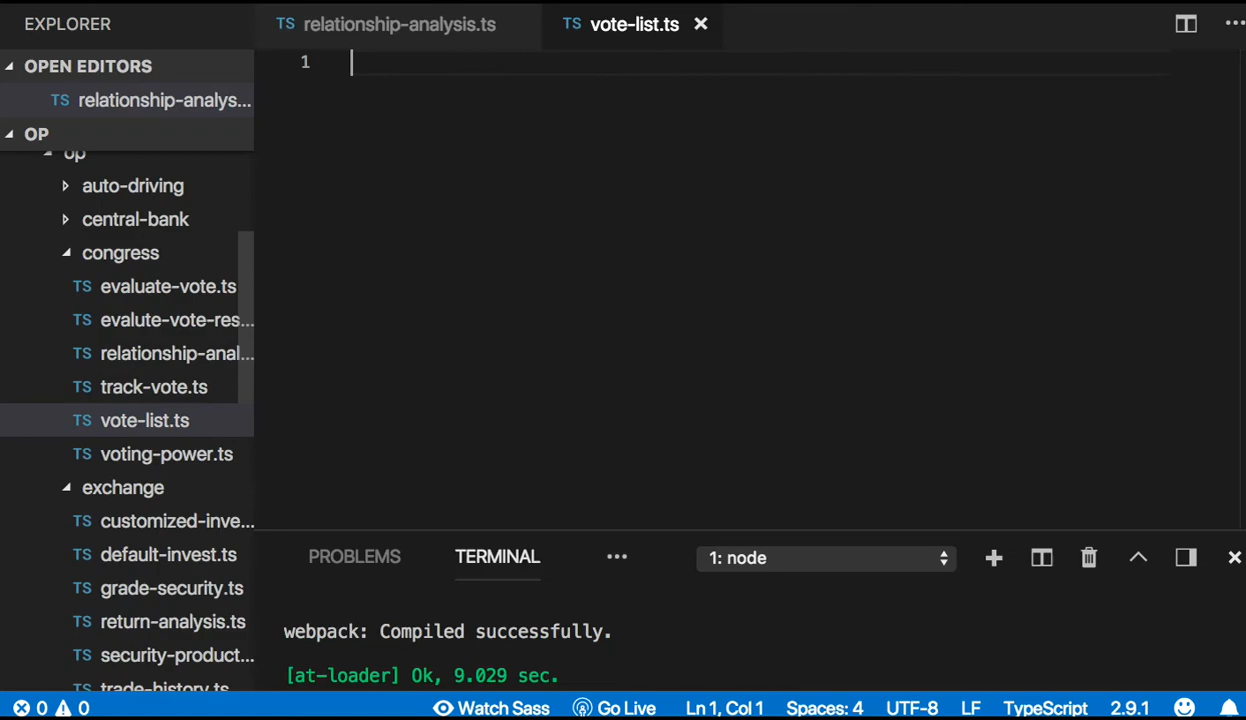 EXPLORER
TS relationship-analysis.ts
TS vote-list.ts
OPEN EDITORS
TS relationship-analys...
OP
op
auto-driving
central-bank
congress
TS evaluate-vote.ts
TS evalute-vote-res...
TS relationship-anal...
TS track-vote.ts
TS vote-list.ts
TS voting-power.ts
exchange
TS customized-inve...
TS default-invest.ts
TS grade-security.ts
TS return-analysis.ts
TS security-product...
trade-history.ts
1
PROBLEMS
TERMINAL
1: node
webpack: Compiled successfully.
[at-loader] Ok, 9.029 sec.
0 0 Watch Sass Go Live Ln 1, Col 1 Spaces: 4 UTF-8 LF TypeScript 2.9.1